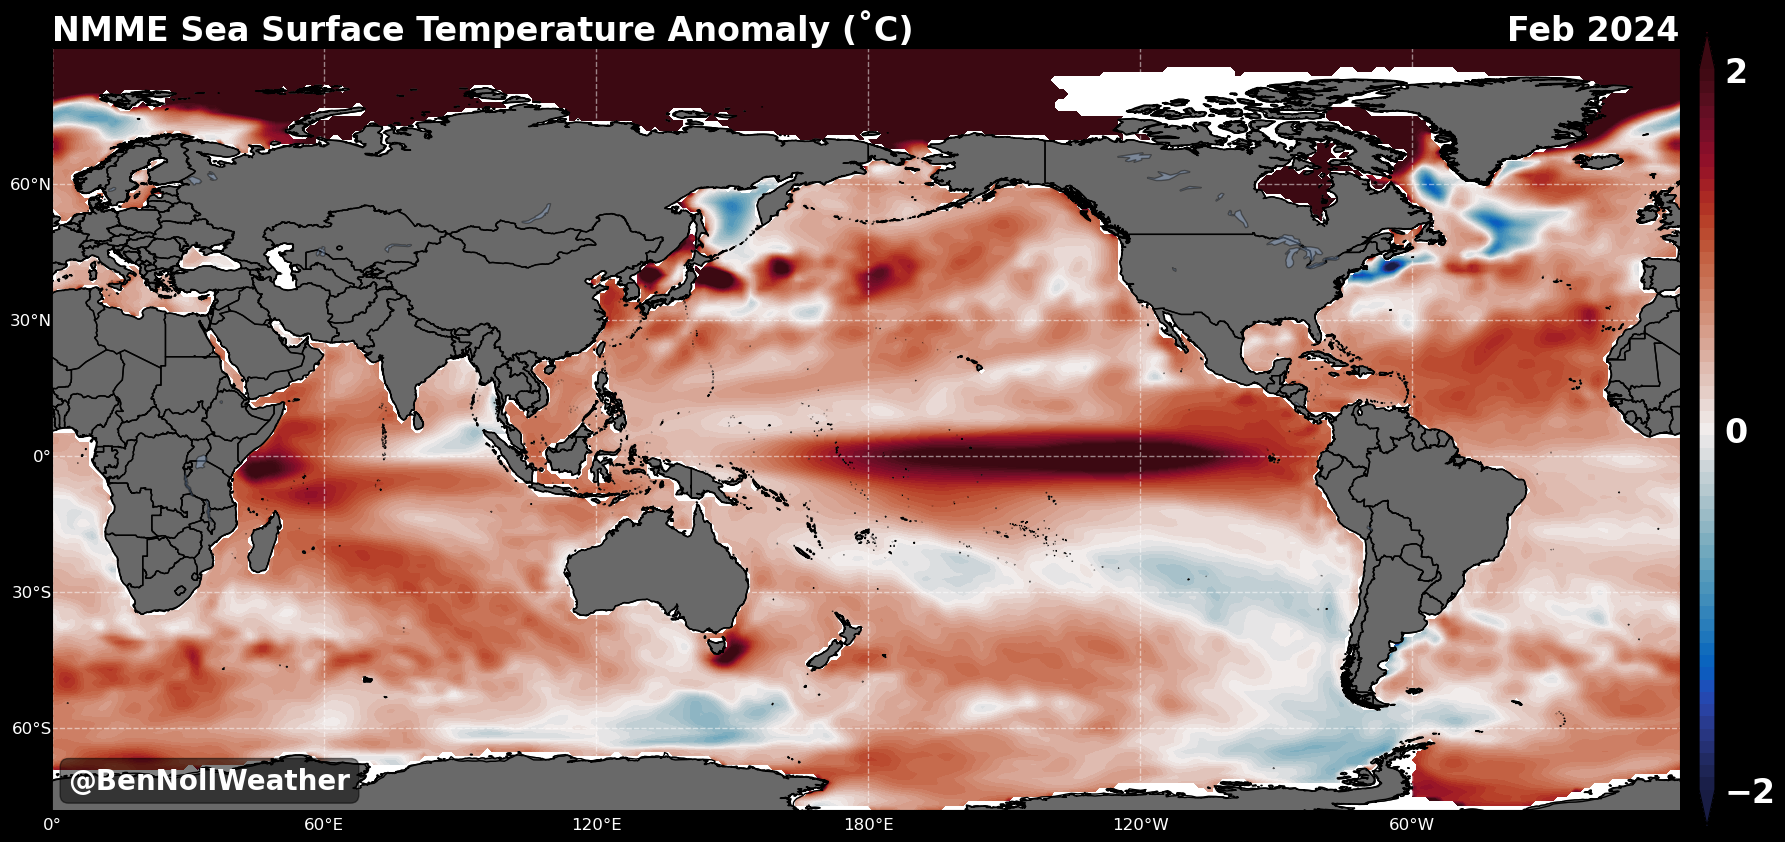 NMME Sea Surface Temperature Anomaly (˚C)
Feb 2024
2
60°N
30°N
0
0°
30°S
60°S
@BenNollWeather
−2
0°
60°E
120°E
180°E
120°W
60°W